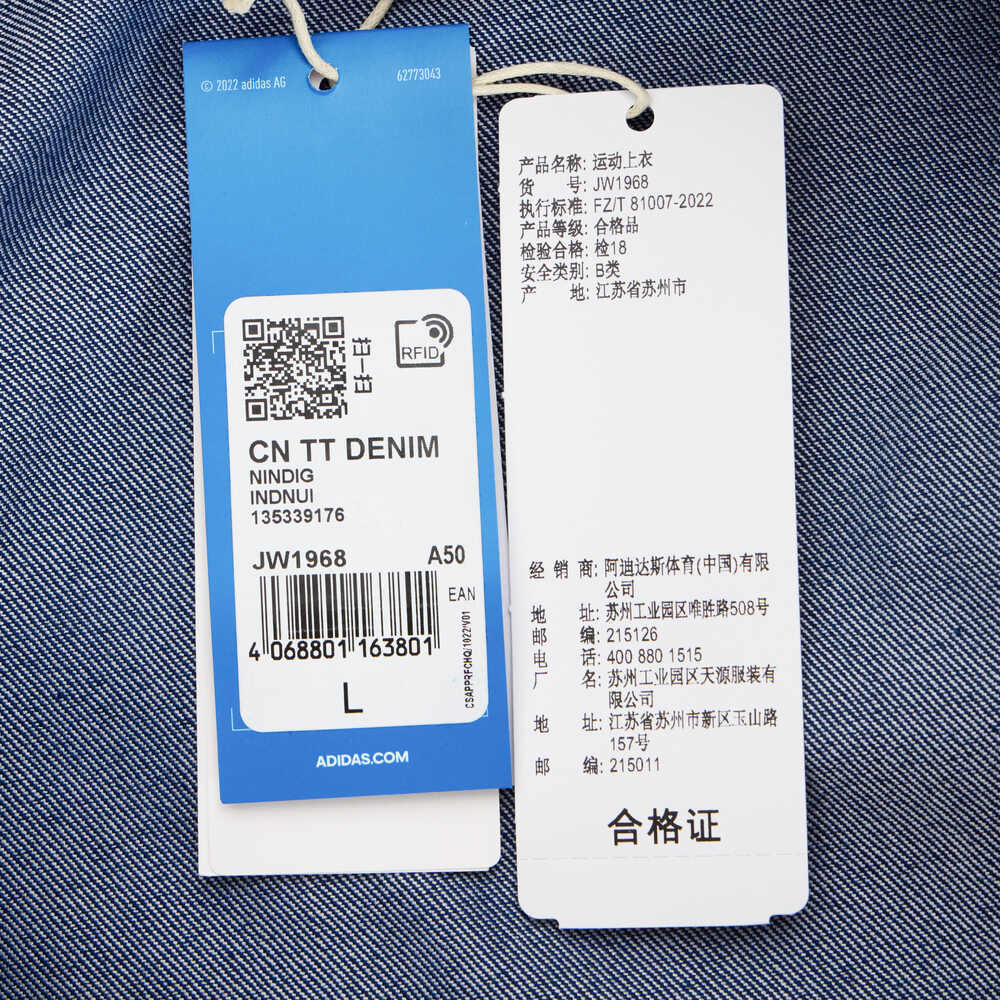 © 2022 adidas AG
62773043
RFID
CN TT DENIM
NINDIG
INDNUI
135339176
JW1968 A50
EAN
4 068801 163801
CSAPPRFCHQ/1022/V01
L
ADIDAS.COM
产品名称: 运动上衣
货 号: JW1968
执行标准: FZ/T 81007-2022
产品等级: 合格品
检验合格: 检18
安全类别: B类
产 地: 江苏省苏州市
经 销 商: 阿迪达斯体育(中国)有限
公司
地 址: 苏州工业园区唯胜路508号
邮 编: 215126
电 话: 400 880 1515
厂 名: 苏州工业园区天源服装有
限公司
地 址: 江苏省苏州市新区玉山路
157号
邮 编: 215011
合格证